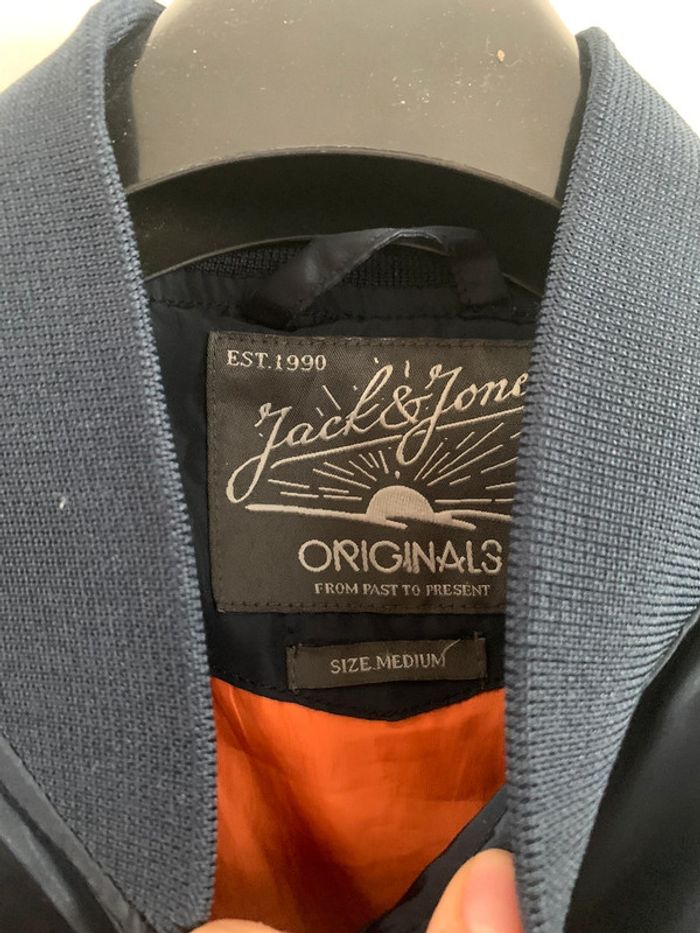 EST.1990
Jack & Jone
ORIGINALS
FROM PAST TO PRESENT
SIZE MEDIUM